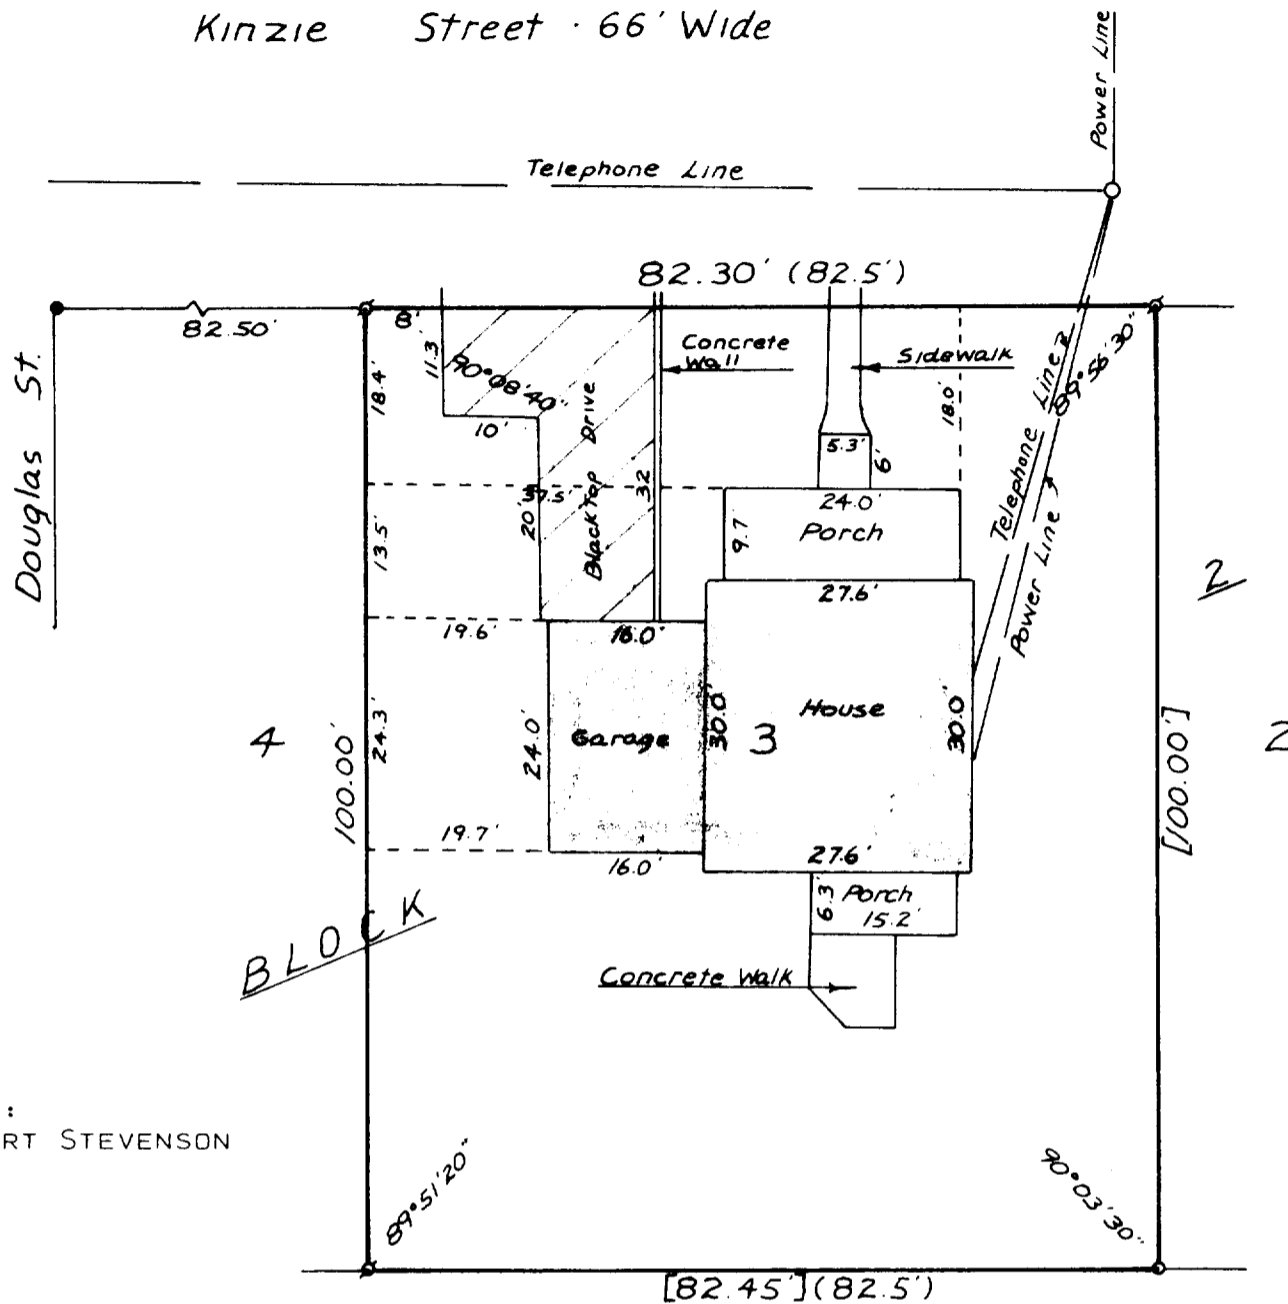 Kinzie Street · 66' Wide
Power Line
Telephone Line
82.30' (82.5')
82.50'
8'
Douglas St.
18.4'
11.3
90°08'40"
10'
Concrete
Wall
Sidewalk
18.0'
89°56'30"
Telephone Line
Power Line
5.3'
6'
37.5'
20'
Blacktop Drive
32
24.0'
Porch
9.7'
13.5'
27.6'
2
19.6'
16.0'
House
30.0'
30.0'
3
Garage
24.0'
24.3'
4
100.00'
[100.00']
2
19.7'
16.0'
27.6'
6.3'
Porch
15.2'
BLOCK
Concrete Walk
:
RT STEVENSON
89°51'20"
90°03'30"
[82.45'](82.5')